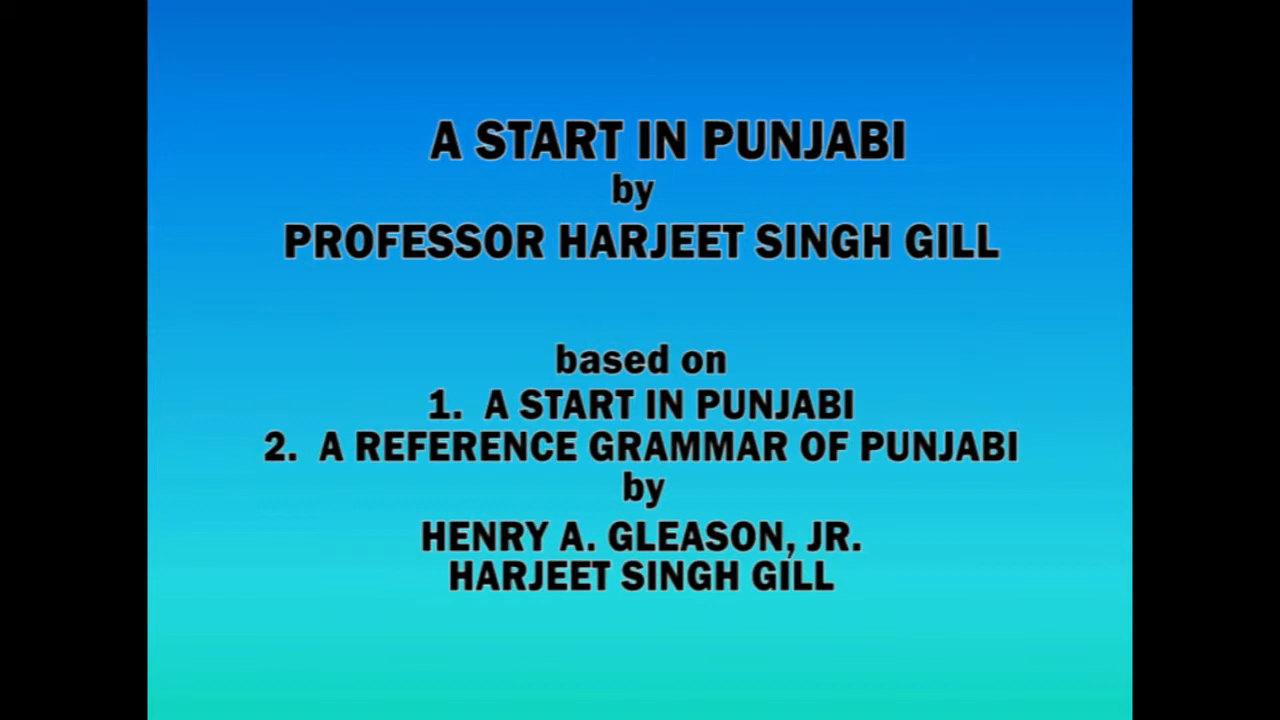 A START IN PUNJABI
by
PROFESSOR HARJEET SINGH GILL
based on
1. A START IN PUNJABI
2. A REFERENCE GRAMMAR OF PUNJABI
by
HENRY A. GLEASON, JR.
HARJEET SINGH GILL